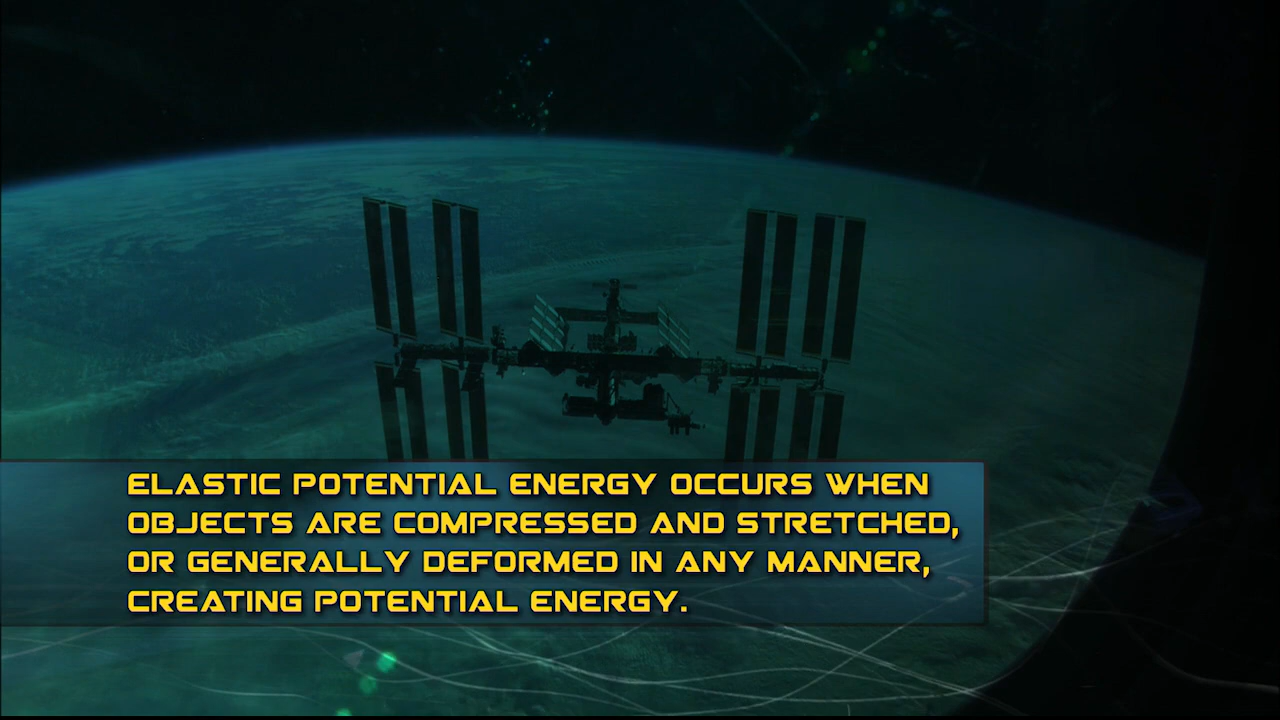 ELASTIC POTENTIAL ENERGY OCCURS WHEN
OBJECTS ARE COMPRESSED AND STRETCHED,
OR GENERALLY DEFORMED IN ANY MANNER,
CREATING POTENTIAL ENERGY.